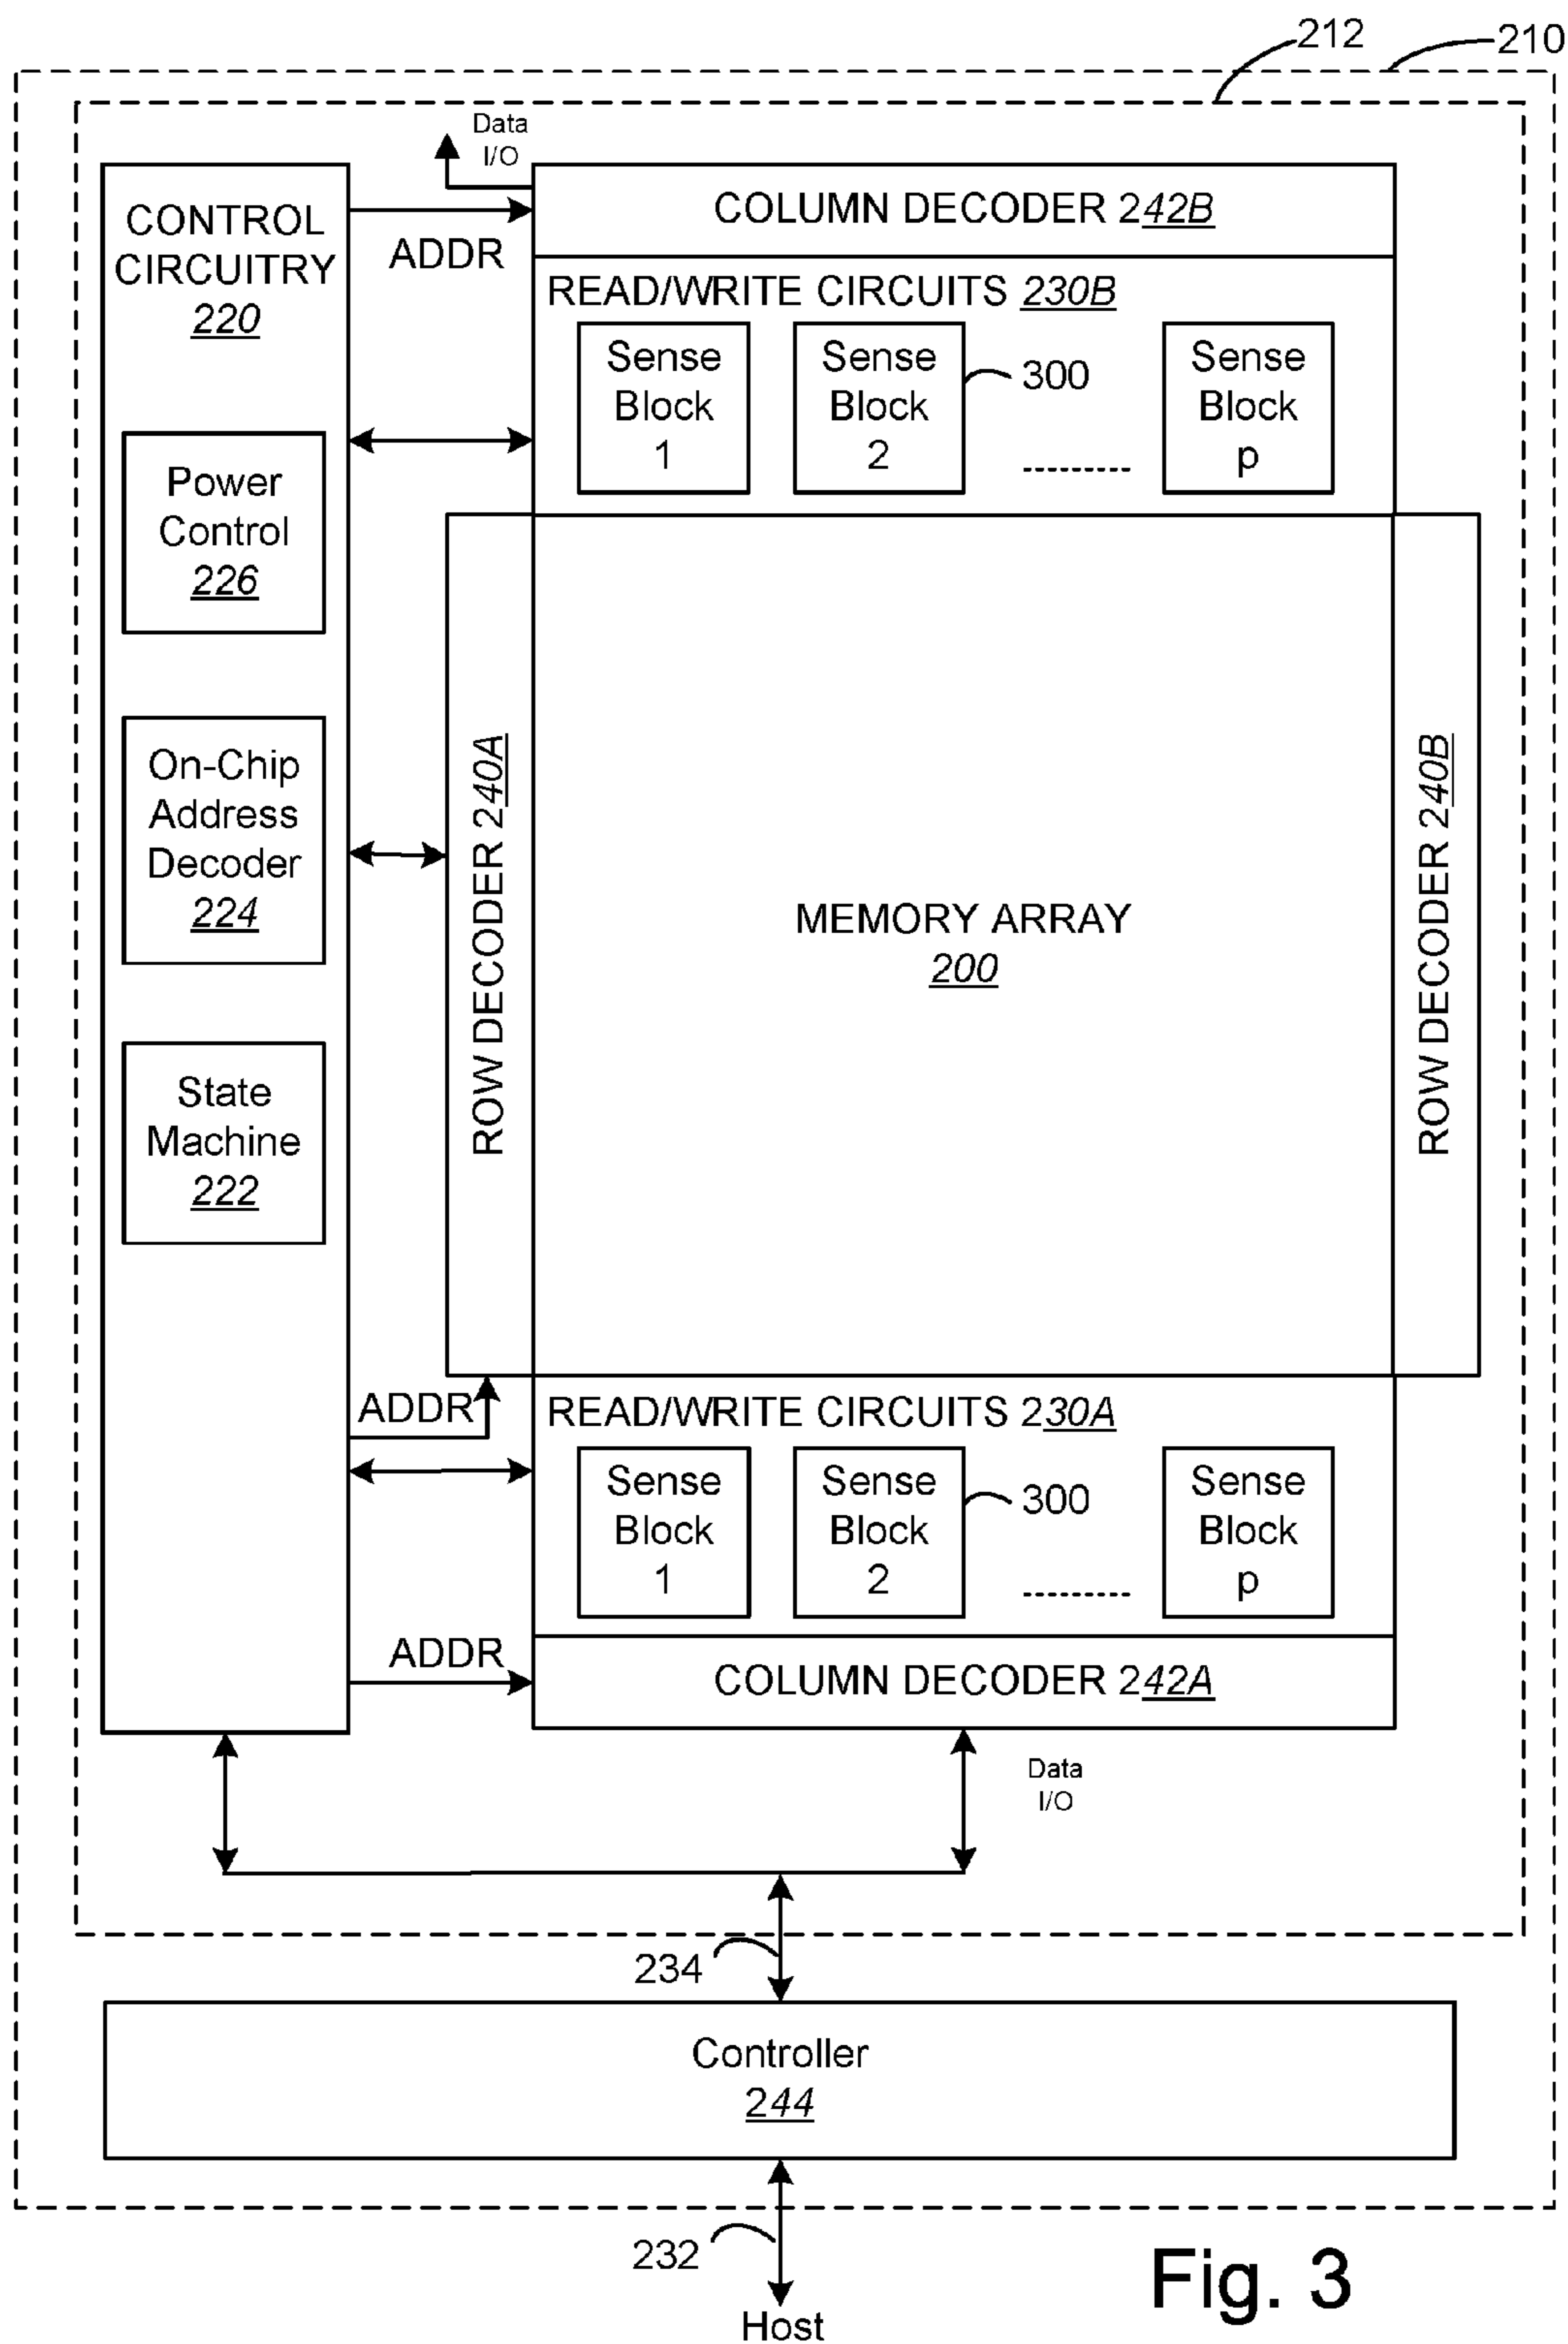 212
210
Data
I/O
CONTROL
CIRCUITRY
220
ADDR
COLUMN DECODER 242B
READ/WRITE CIRCUITS 230B
Sense
Block
1
Sense
Block
2
300
Sense
Block
p
Power
Control
226
On-Chip
Address
Decoder
224
State
Machine
222
ROW DECODER 240A
MEMORY ARRAY
200
ROW DECODER 240B
ADDR
READ/WRITE CIRCUITS 230A
Sense
Block
1
Sense
Block
2
300
Sense
Block
p
ADDR
COLUMN DECODER 242A
Data
I/O
234
Controller
244
232
Host
Fig. 3